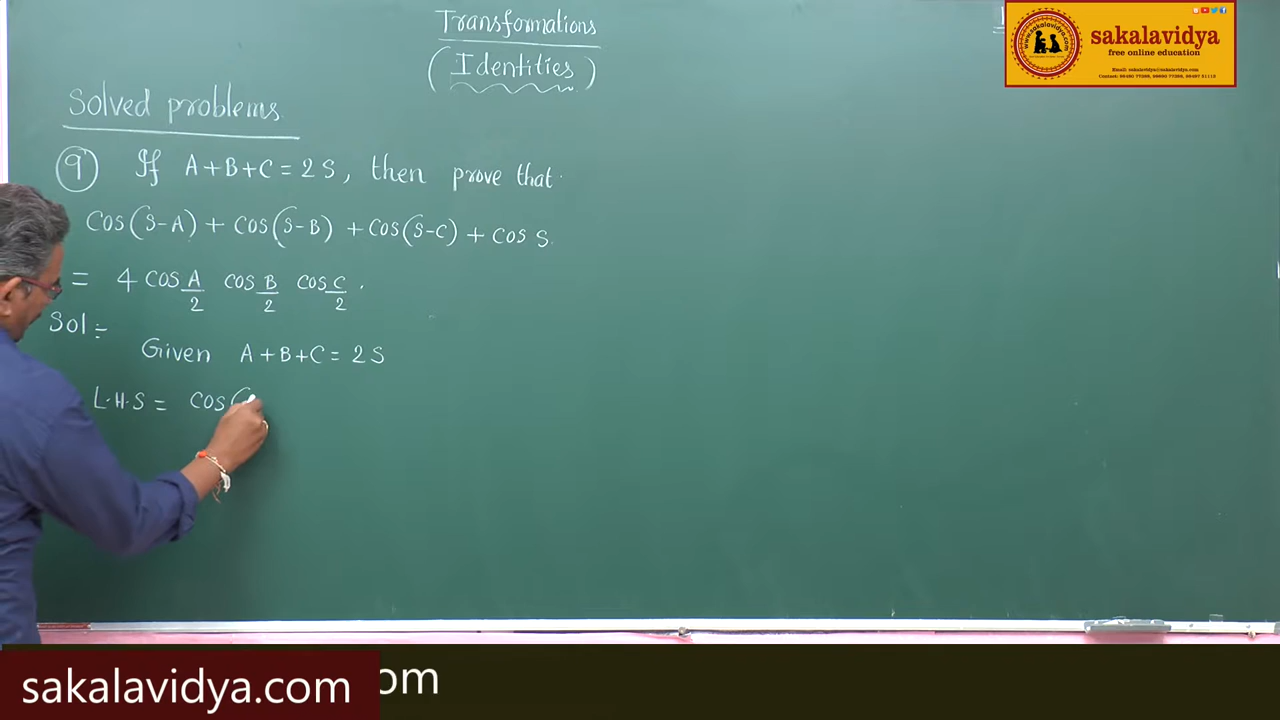 Transformations
(Identities)
sakalavidya
free online education
Solved problems
9) If A+B+C = 2S, then prove that
cos(S-A) + cos(S-B) + cos(S-C) + cos S
= 4 cos A/2 cos B/2 cos C/2.
Sol:-
Given A+B+C = 2S
L.H.S = cos(
sakalavidya.com
om